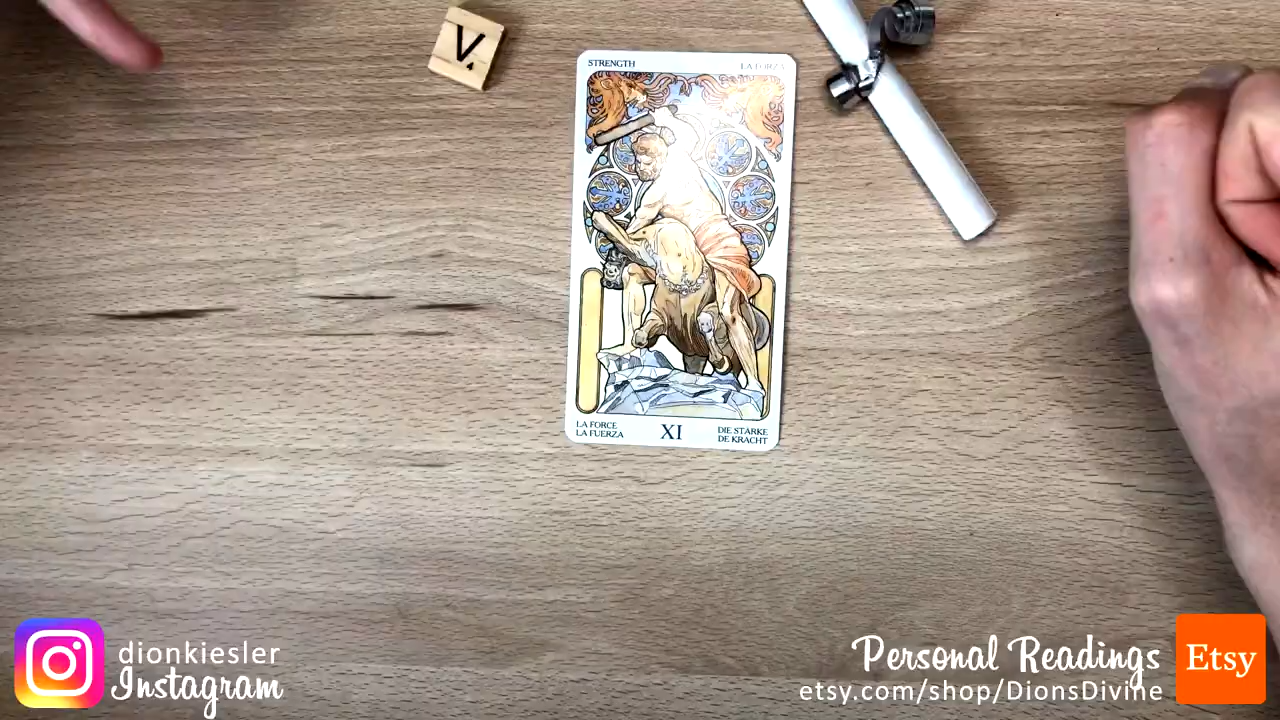 V
4
STRENGTH
LA FORZA
LA FORCE
LA FUERZA
XI
DIE STÄRKE
DE KRACHT
dionkiesler
Instagram
Personal Readings
etsy.com/shop/DionsDivine
Etsy